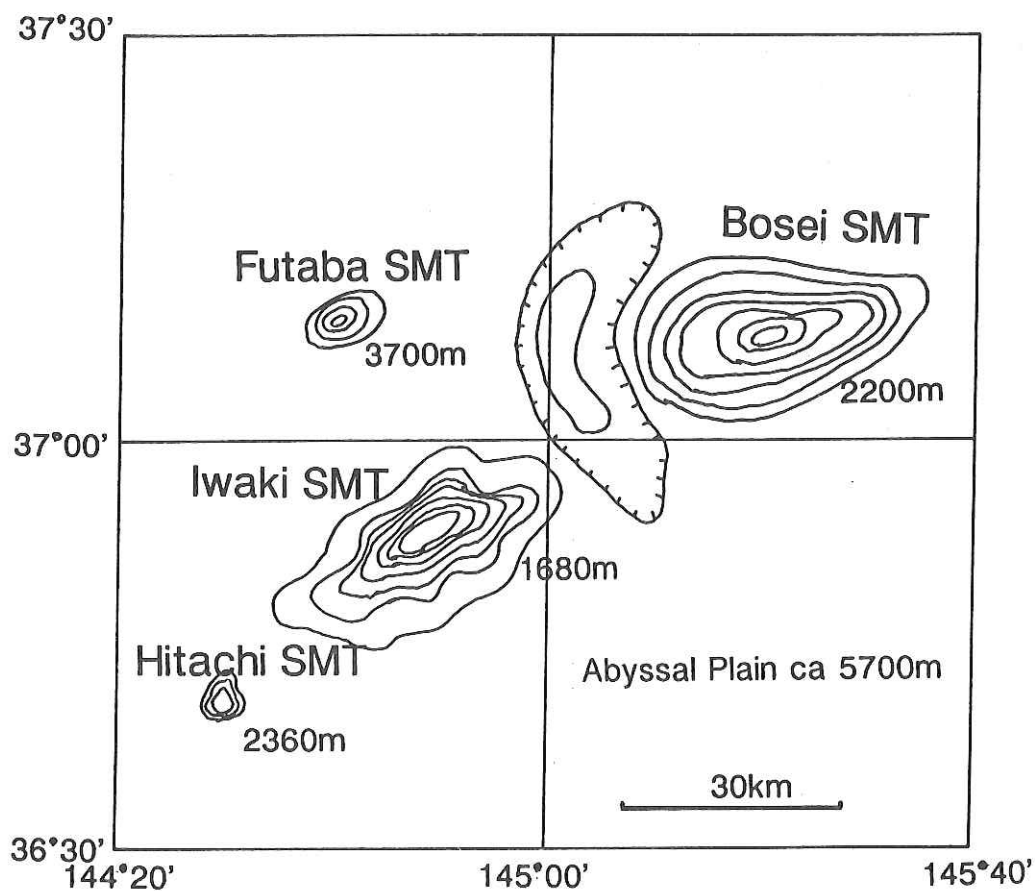 37°30'
Bosei SMT
Futaba SMT
3700m
2200m
37°00'
Iwaki SMT
1680m
Hitachi SMT
Abyssal Plain ca 5700m
2360m
30km
36°30'
144°20'
145°00'
145°40'